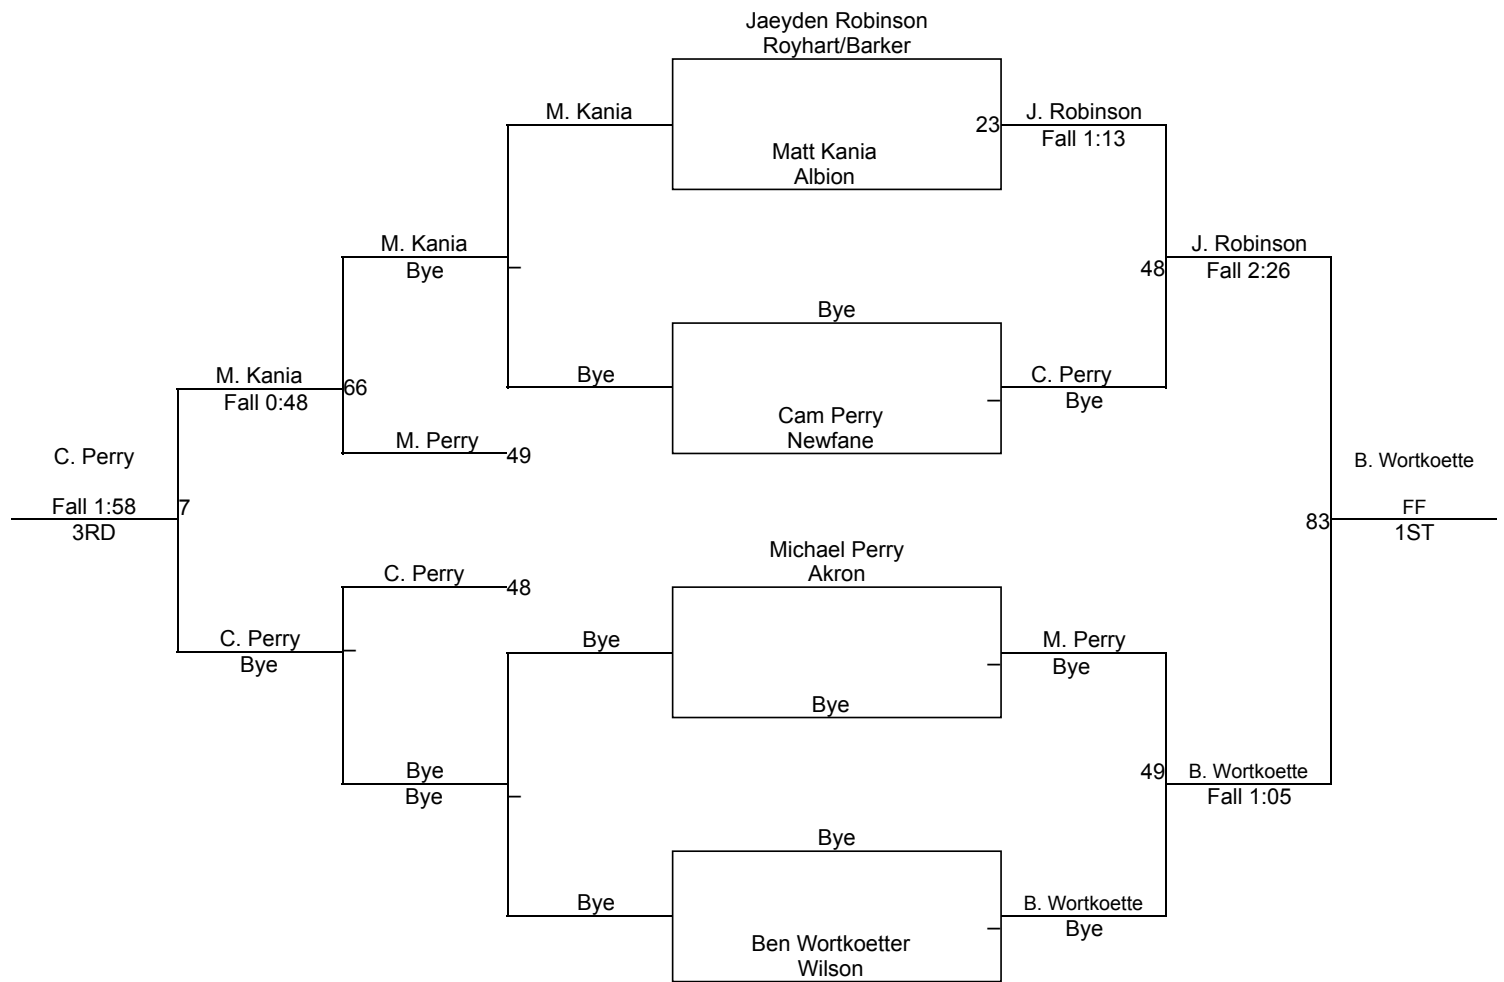 Jaeyden Robinson
Royhart/Barker
M. Kania
23
J. Robinson
Fall 1:13
Matt Kania
Albion
M. Kania
Bye
J. Robinson
48
Fall 2:26
Bye
M. Kania
66
Fall 0:48
Bye
C. Perry
Bye
Cam Perry
Newfane
M. Perry
49
C. Perry
Fall 1:58
7
3RD
B. Wortkoette
83
FF
1ST
Michael Perry
Akron
C. Perry
48
C. Perry
Bye
Bye
M. Perry
Bye
Bye
Bye
Bye
49
B. Wortkoette
Fall 1:05
Bye
Bye
B. Wortkoette
Bye
Ben Wortkoetter
Wilson